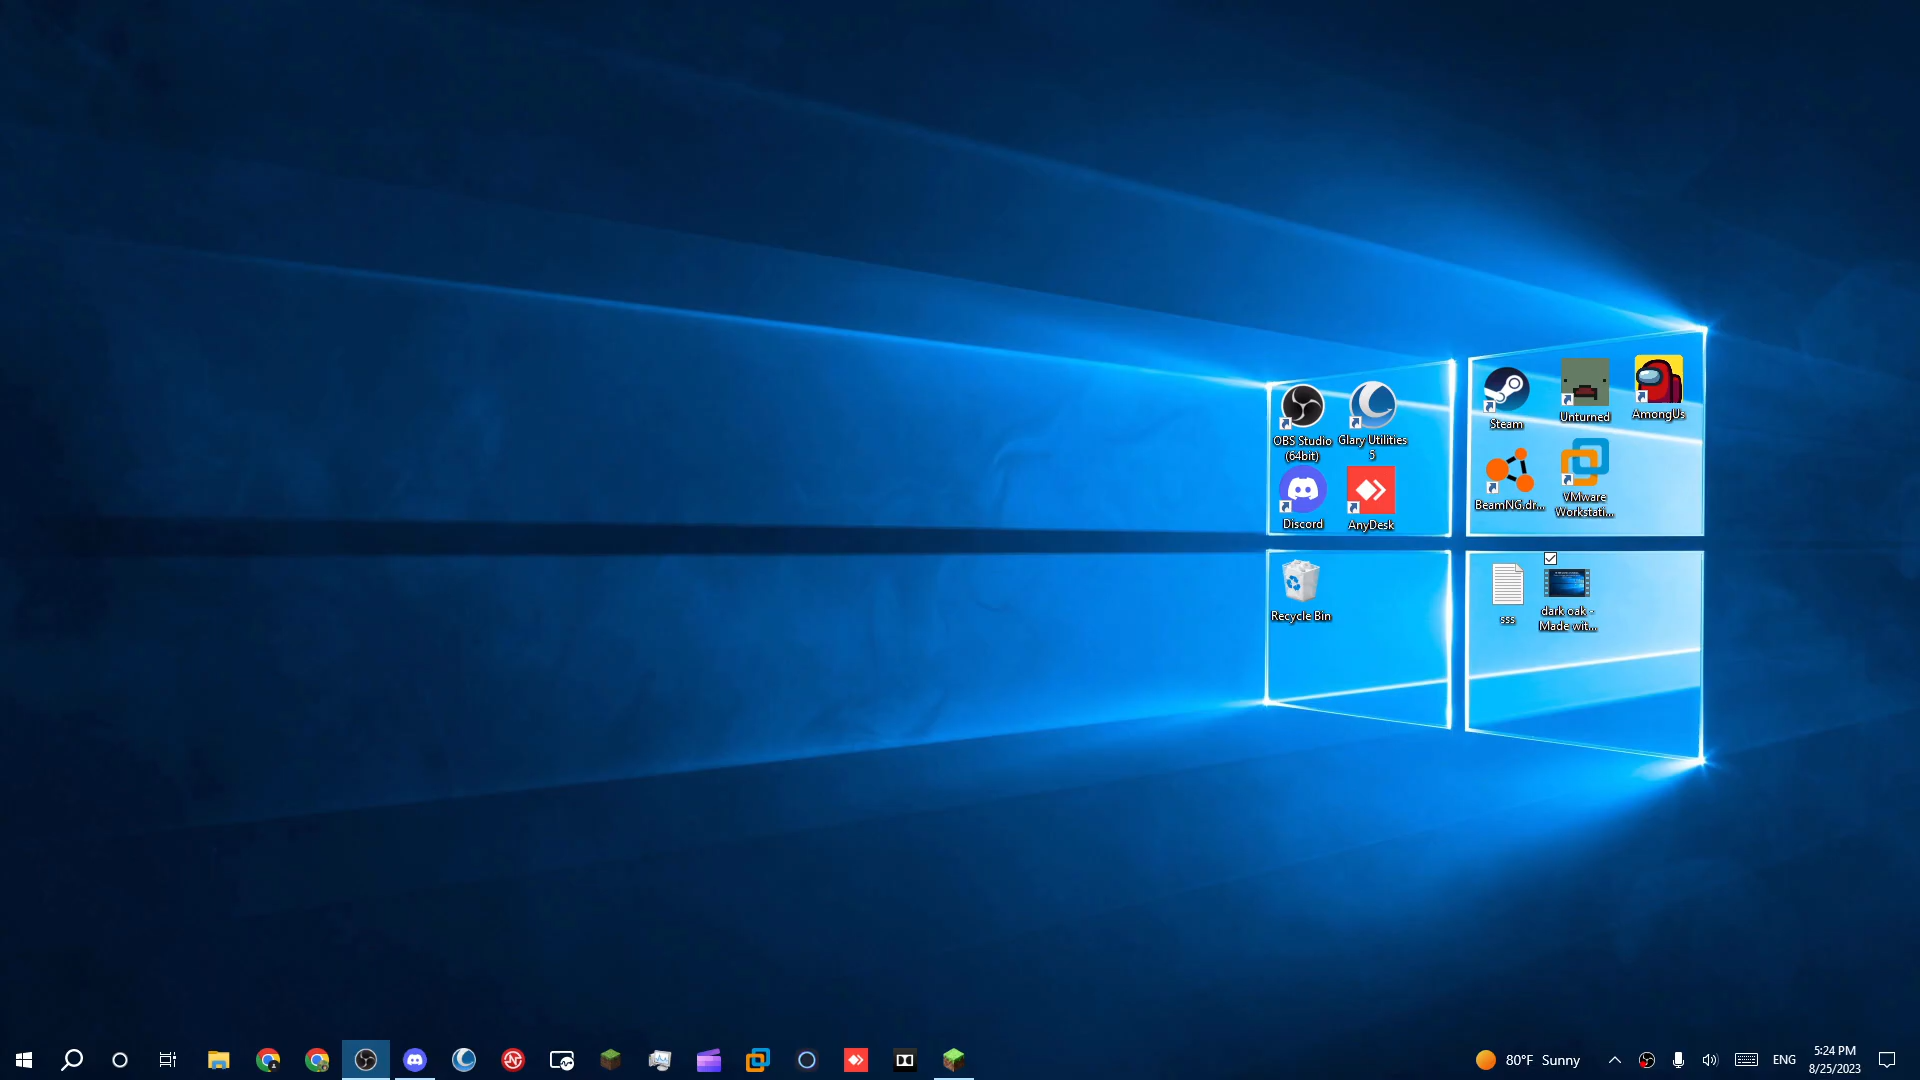 OBS Studio
(64bit)
Glary Utilities
5
Steam
Unturned
AmongUs
Discord
AnyDesk
BeamNG.dr...
VMware
Workstati...
Recycle Bin
sss
dark oak -
Made wit...
80°F Sunny
ENG
5:24 PM
8/25/2023